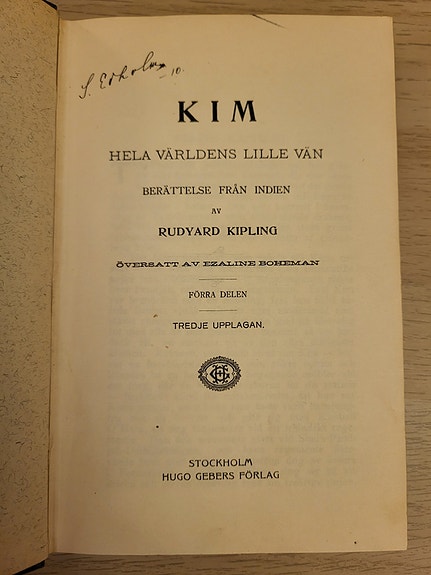 S. Erholm
10.
KIM
HELA VÄRLDENS LILLE VÄN
BERÄTTELSE FRÅN INDIEN
AV
RUDYARD KIPLING
ÖVERSATT AV EZALINE BOHEMAN
FÖRRA DELEN
TREDJE UPPLAGAN.
STOCKHOLM
HUGO GEBERS FÖRLAG